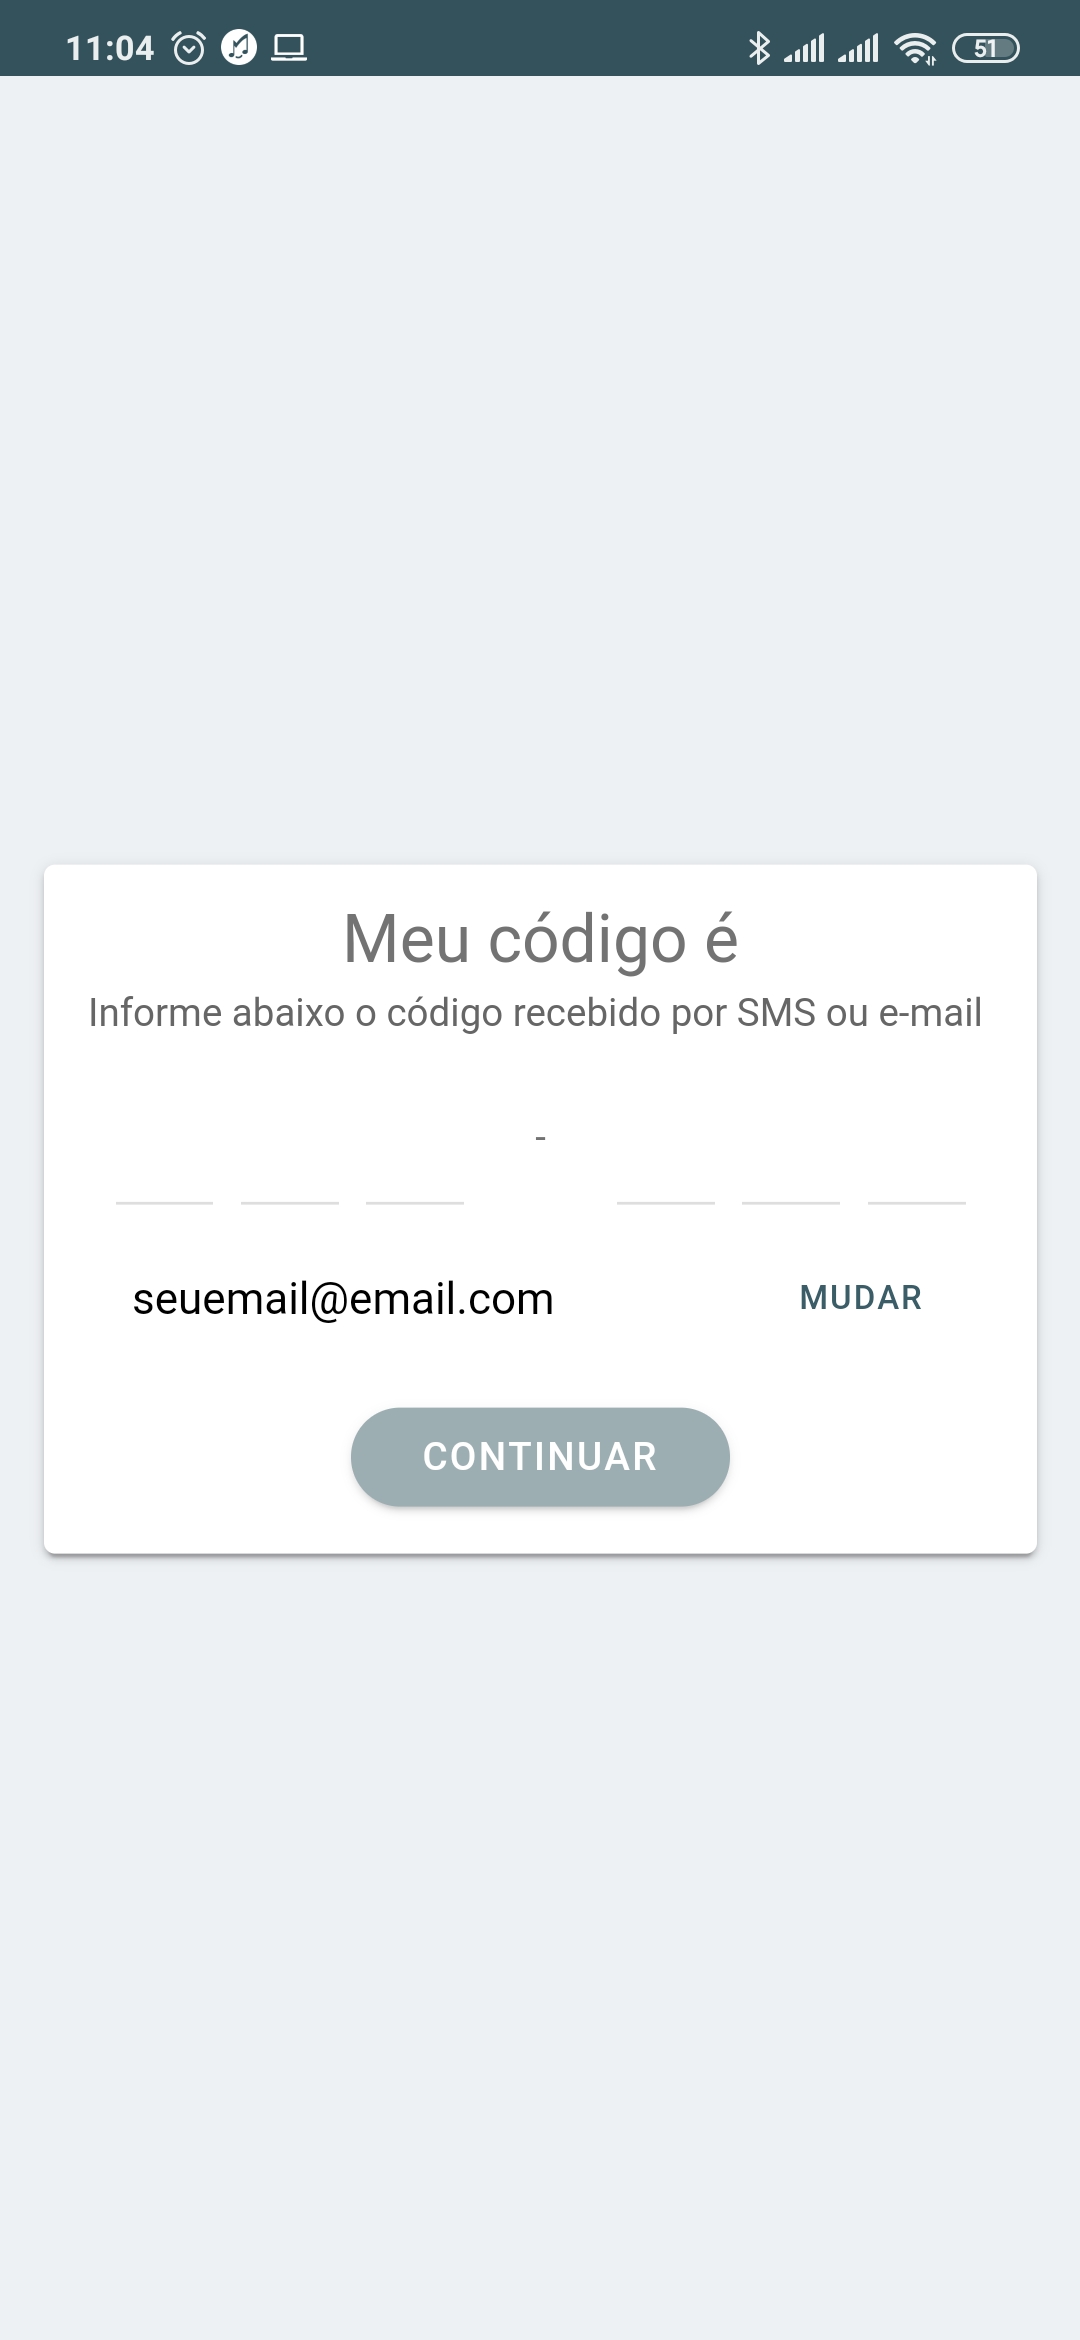 11:04
51
Meu código é
Informe abaixo o código recebido por SMS ou e-mail
-
seuemail@email.com
MUDAR
CONTINUAR